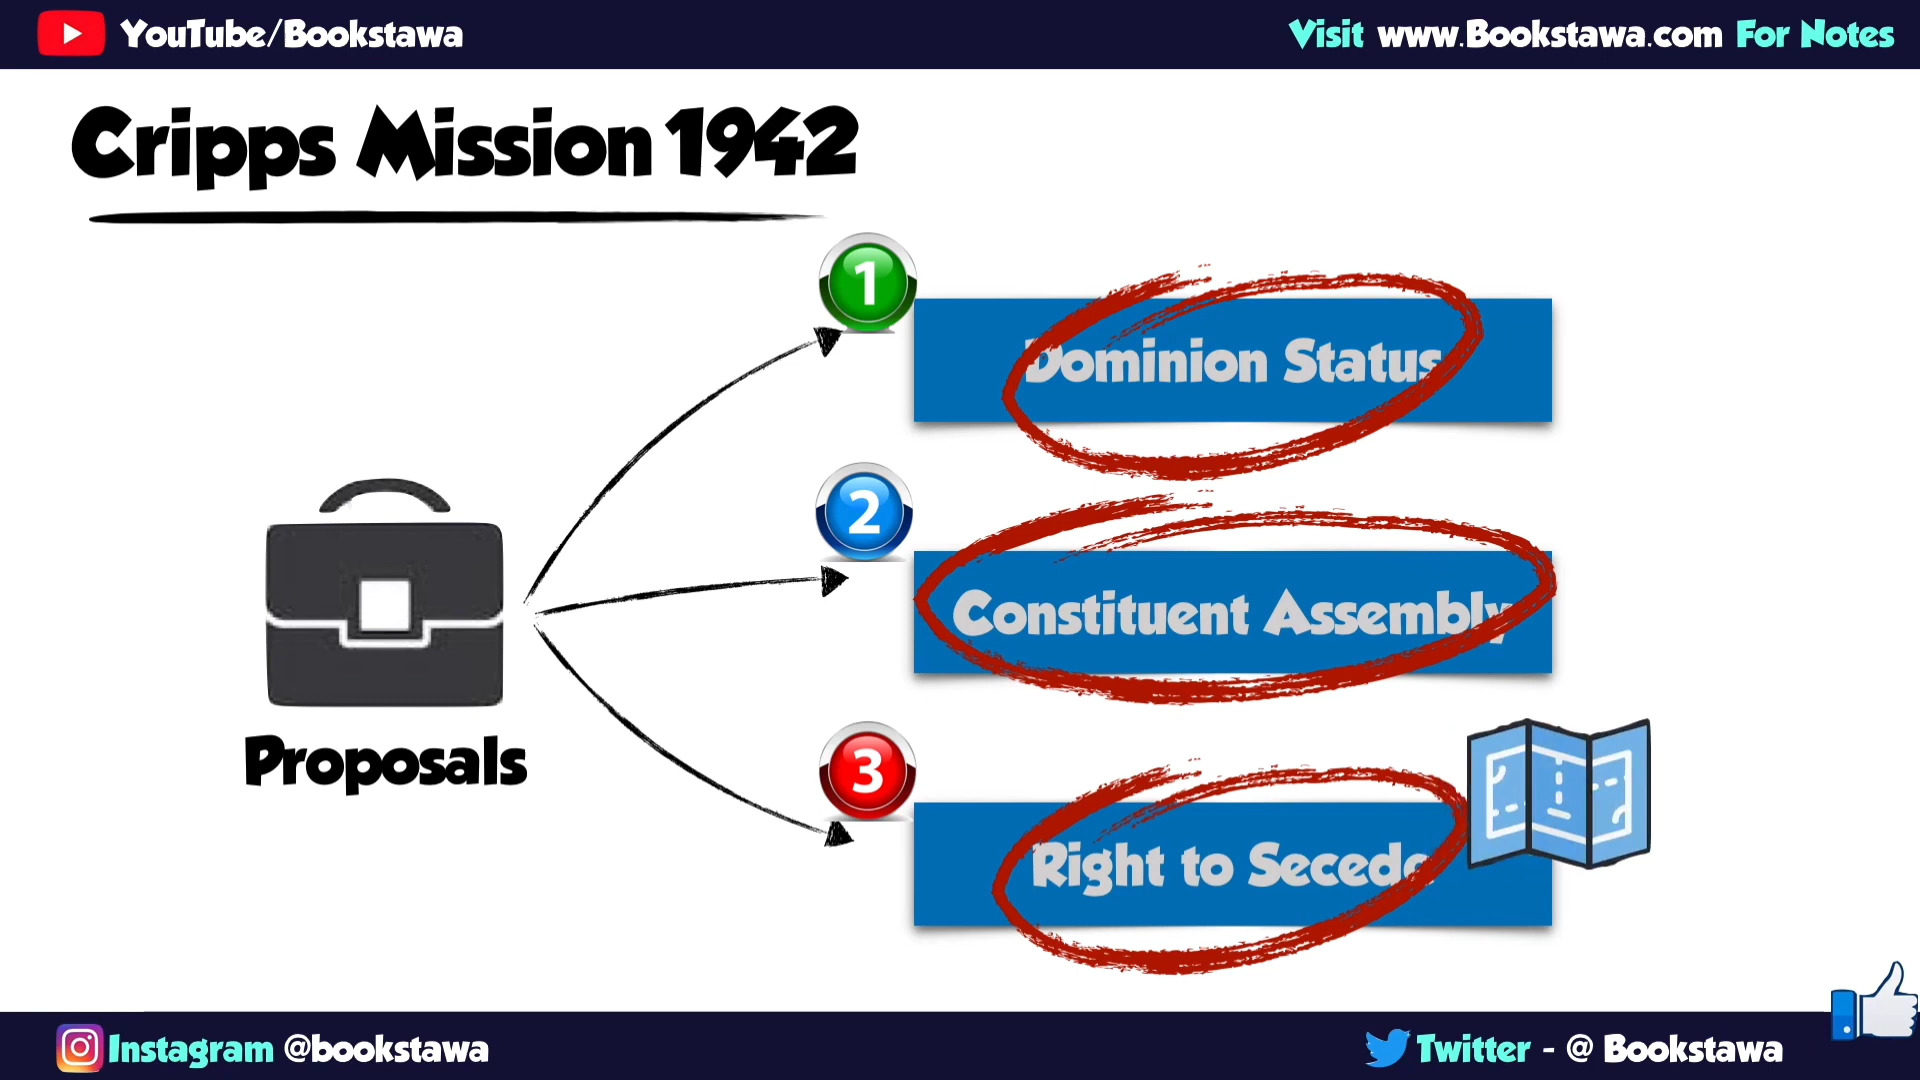 YouTube/Bookstawa
Visit www.Bookstawa.com For Notes
Cripps Mission 1942
1
Dominion Status
2
Constituent Assembly
3
Right to Secede
Proposals
Instagram @bookstawa
Twitter - @ Bookstawa